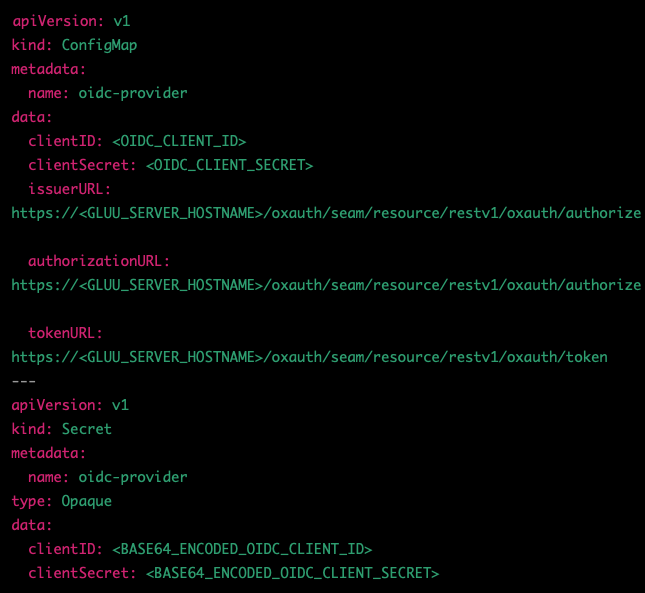 apiVersion: v1
kind: ConfigMap
metadata:
  name: oidc-provider
data:
  clientID: <OIDC_CLIENT_ID>
  clientSecret: <OIDC_CLIENT_SECRET>
  issuerURL:
https://<GLUU_SERVER_HOSTNAME>/oxauth/seam/resource/restv1/oxauth/authorize
  authorizationURL:
https://<GLUU_SERVER_HOSTNAME>/oxauth/seam/resource/restv1/oxauth/authorize
  tokenURL:
https://<GLUU_SERVER_HOSTNAME>/oxauth/seam/resource/restv1/oxauth/token
---
apiVersion: v1
kind: Secret
metadata:
  name: oidc-provider
type: Opaque
data:
  clientID: <BASE64_ENCODED_OIDC_CLIENT_ID>
  clientSecret: <BASE64_ENCODED_OIDC_CLIENT_SECRET>